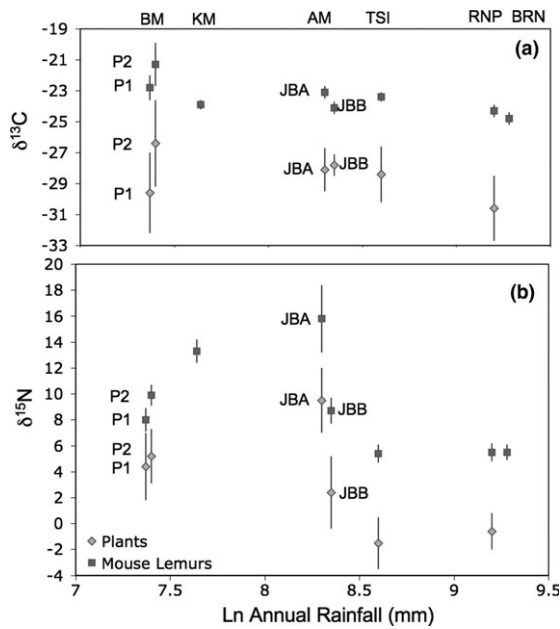 BM KM AM TSI RNP BRN
-13
(a)
-15
-17
-19
P2
-21
P1
JBA
-23
JBB
-25
δ13C
P2
-27
JBA JBB
P1
-29
-31
-33
20
(b)
18
16
JBA
14
12
10
P2
JBA
JBB
8
P1
δ15N
6
P2
4
P1
JBB
2
0
-2
Plants
Mouse Lemurs
-4
7 7.5 8 8.5 9 9.5
Ln Annual Rainfall (mm)